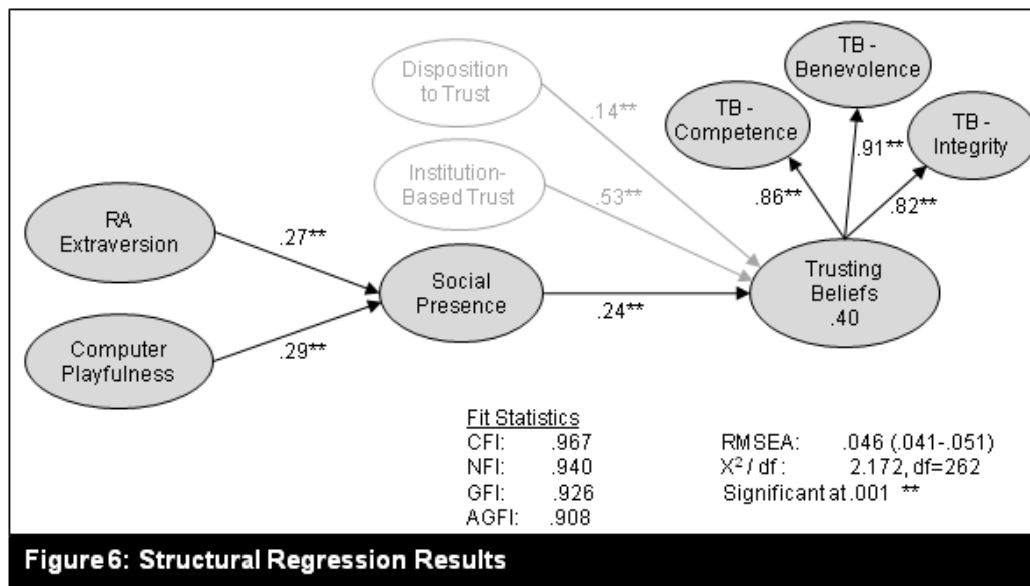 Disposition
to Trust
.14**
Institution-
Based Trust
.53**
TB -
Competence
TB -
Benevolence
TB -
Integrity
.86**
.91**
.82**
RA
Extraversion
.27**
Computer
Playfulness
.29**
Social
Presence
.24**
Trusting
Beliefs
.40
Fit Statistics
CFI: .967
NFI: .940
GFI: .926
AGFI: .908
RMSEA: .046 (.041-.051)
X² / df : 2.172, df=262
Significant at .001 **
Figure 6: Structural Regression Results